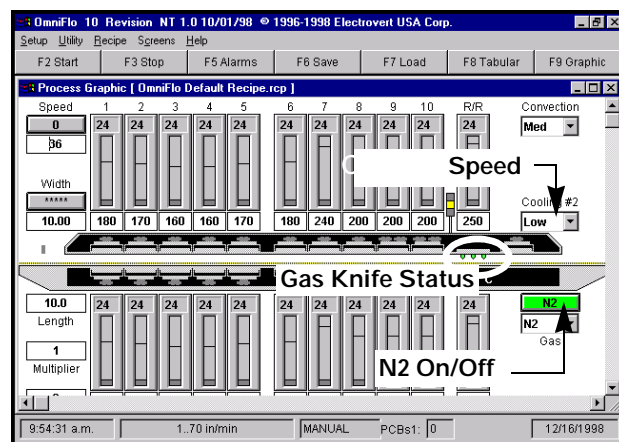 OmniFlo 10 Revision NT 1.0 10/01/98 © 1996-1998 Electrovert USA Corp.
Setup Utility Recipe Screens Help
F2 Start F3 Stop F5 Alarms F6 Save F7 Load F8 Tabular F9 Graphic
Process Graphic [ OmniFlo Default Recipe.rcp ]
Speed 1 2 3 4 5 6 7 8 9 10 R/R Convection
0 24 24 24 24 24 24 24 24 24 24 24 Med
36
Speed
Width
***** Cooling #2
10.00 180 170 160 160 170 180 240 200 200 200 250 Low
Gas Knife Status
10.0 24 24 24 24 24 24 24 24 24 24 24 N2
Length N2
Gas
1
Multiplier
N2 On/Off
9:54:31 a.m. 1..70 in/min MANUAL PCBs1: 0 12/16/1998